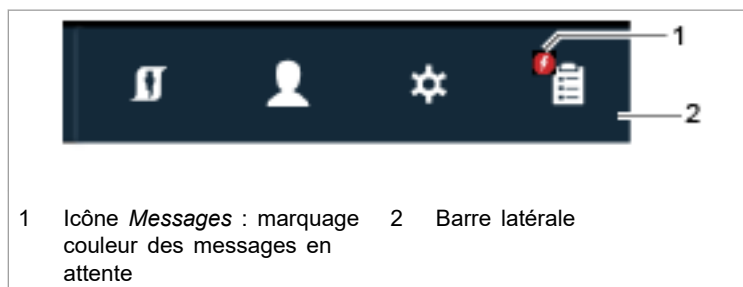 1
2
1 Icône Messages : marquage
couleur des messages en
attente
2 Barre latérale